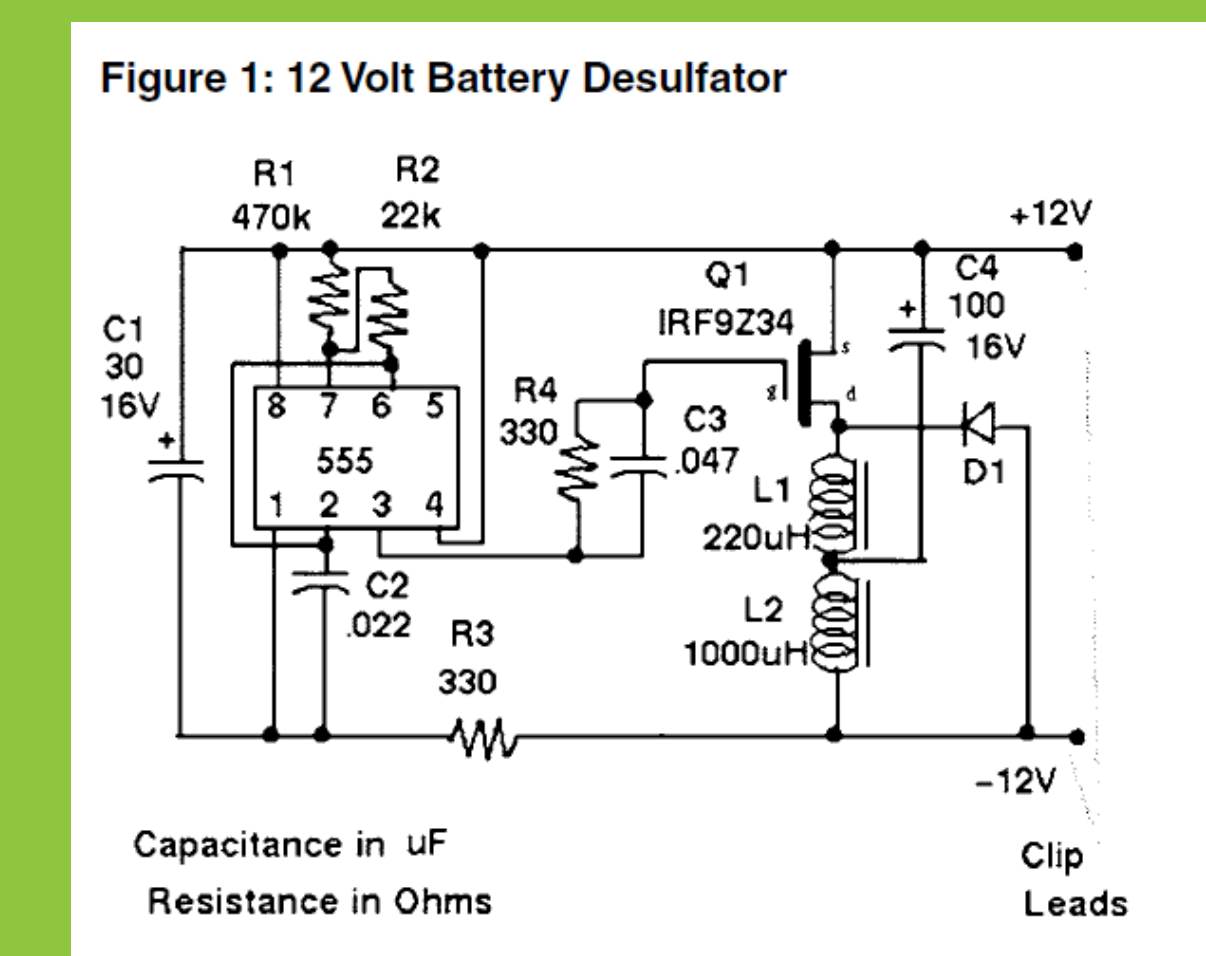 Figure 1: 12 Volt Battery Desulfator
R1
470k
R2
22k
+12V
C1
30
16V
+
Q1
IRF9Z34
C4
100
16V
+
s
g
d
8 7 6 5
555
1 2 3 4
R4
330
C3
.047
D1
L1
220uH
C2
.022
L2
1000uH
R3
330
−12V
Capacitance in uF
Resistance in Ohms
Clip
Leads